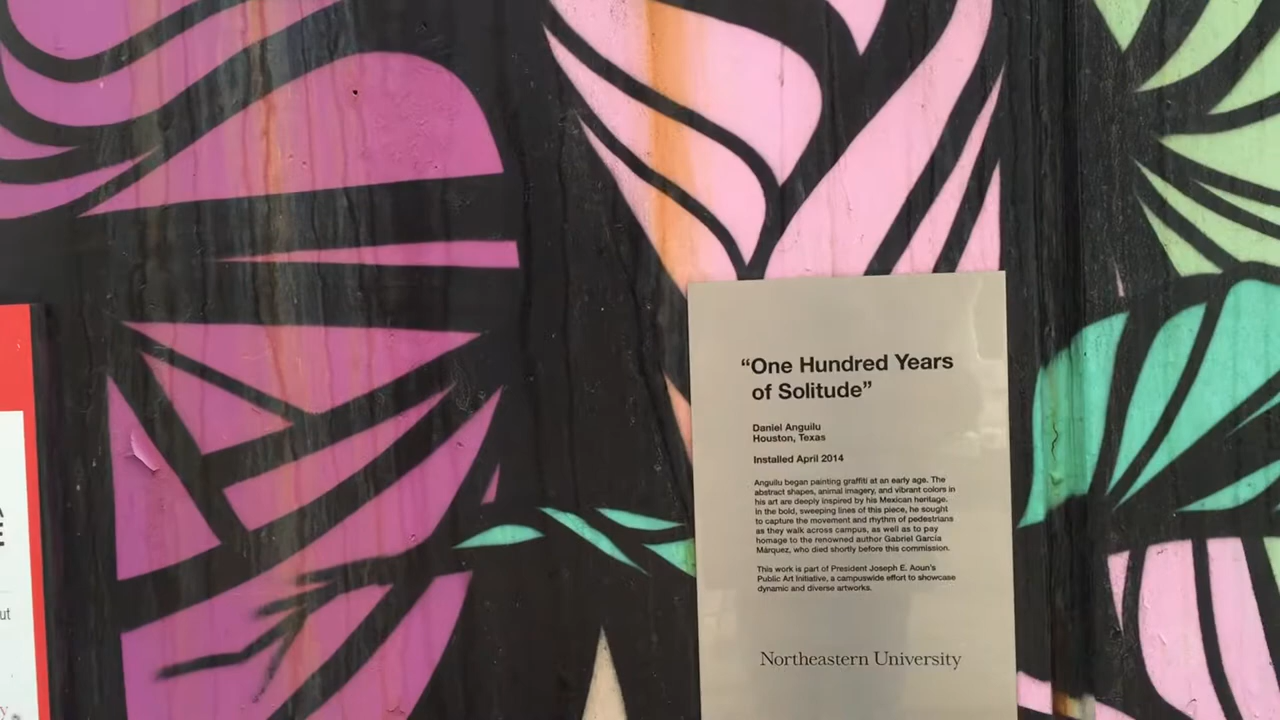 “One Hundred Years
of Solitude”
Daniel Anguilu
Houston, Texas
Installed April 2014
Anguilu began painting graffiti at an early age. The
abstract shapes, animal imagery, and vibrant colors in
his art are deeply inspired by his Mexican heritage.
In the bold, sweeping lines of this piece, he sought
to capture the movement and rhythm of pedestrians
as they walk across campus, as well as to pay
homage to the renowned author Gabriel García
Márquez, who died shortly before this commission.
This work is part of President Joseph E. Aoun’s
Public Art Initiative, a campuswide effort to showcase
dynamic and diverse artworks.
Northeastern University